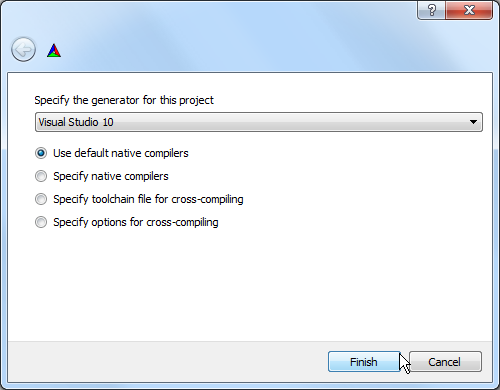 Specify the generator for this project
Visual Studio 10
Use default native compilers
Specify native compilers
Specify toolchain file for cross-compiling
Specify options for cross-compiling
Finish
Cancel